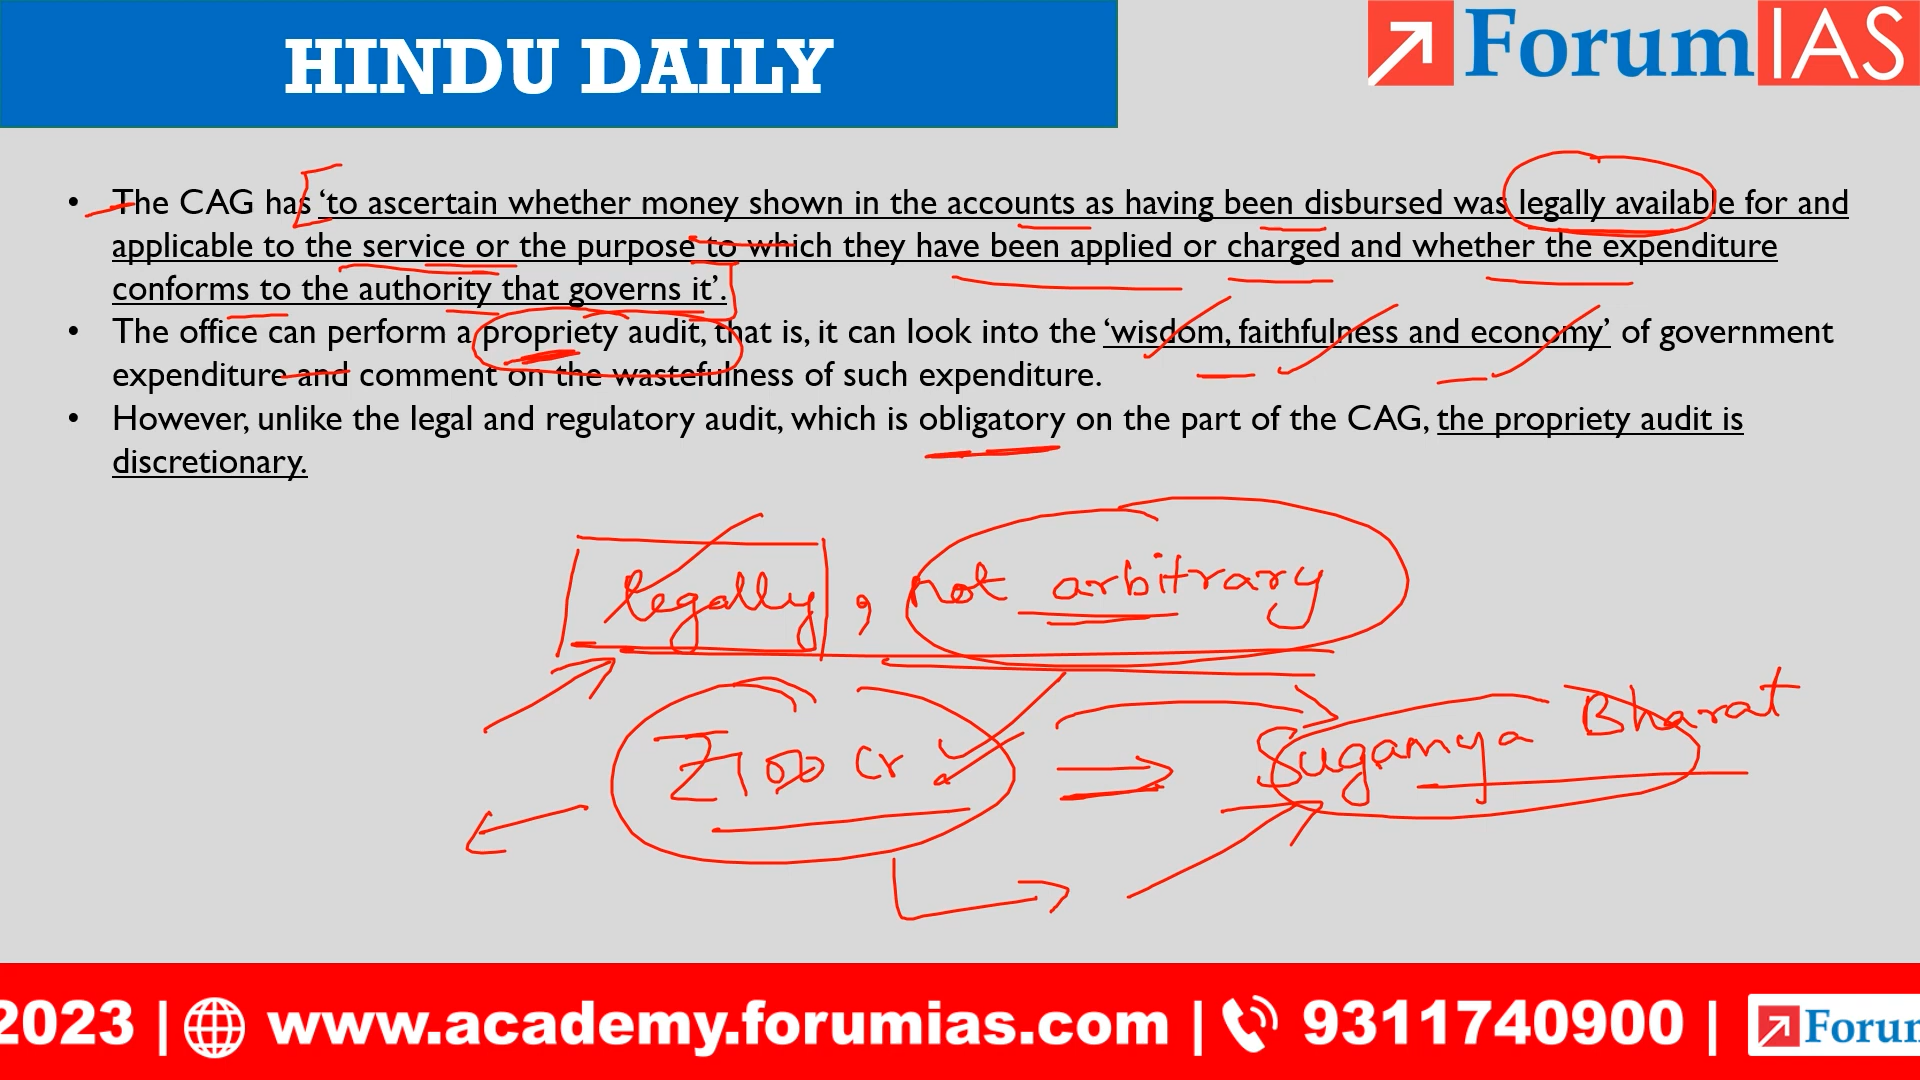 HINDU DAILY
ForumIAS
• The CAG has ‘to ascertain whether money shown in the accounts as having been disbursed was legally available for and
applicable to the service or the purpose to which they have been applied or charged and whether the expenditure
conforms to the authority that governs it’.
• The office can perform a propriety audit, that is, it can look into the ‘wisdom, faithfulness and economy’ of government
expenditure and comment on the wastefulness of such expenditure.
• However, unlike the legal and regulatory audit, which is obligatory on the part of the CAG, the propriety audit is
discretionary.
legally, not arbitrary
₹100 Cr
Sugamya Bharat
2023 | www.academy.forumias.com | 9311740900 | Forum